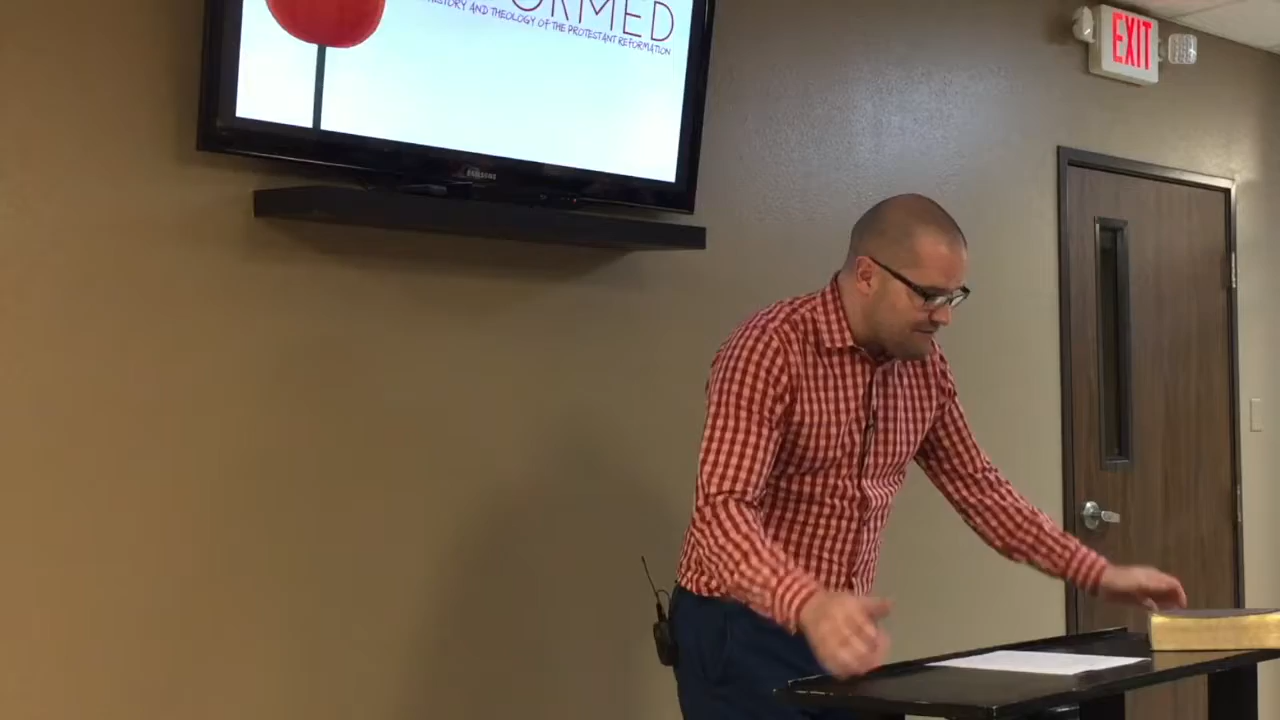 ORMED
HISTORY AND THEOLOGY OF THE PROTESTANT REFORMATION
SAMSUNG
EXIT